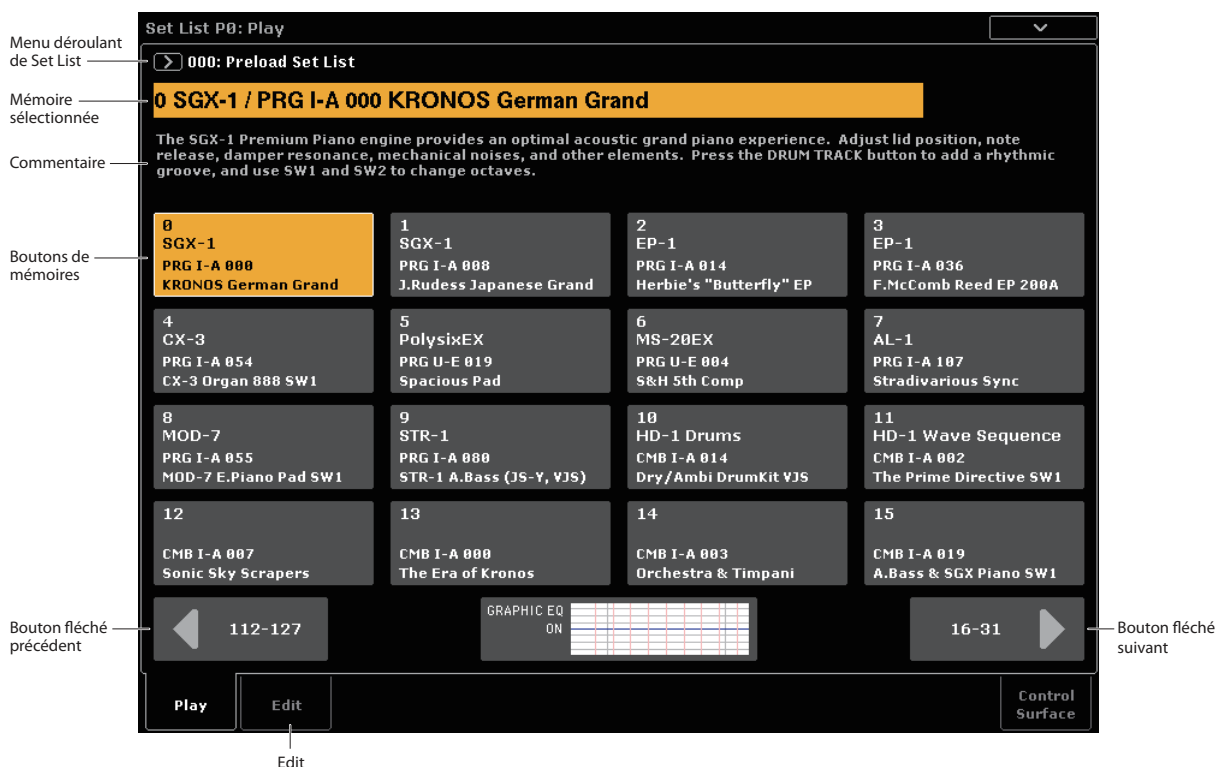 Set List P0: Play
Menu déroulant
de Set List
000: Preload Set List
Mémoire
sélectionnée
0 SGX-1 / PRG I-A 000 KRONOS German Grand
Commentaire
The SGX-1 Premium Piano engine provides an optimal acoustic grand piano experience. Adjust lid position, note
release, damper resonance, mechanical noises, and other elements. Press the DRUM TRACK button to add a rhythmic
groove, and use SW1 and SW2 to change octaves.
Boutons de
mémoires
0
SGX-1
PRG I-A 000
KRONOS German Grand
1
SGX-1
PRG I-A 008
J.Rudess Japanese Grand
2
EP-1
PRG I-A 014
Herbie's "Butterfly" EP
3
EP-1
PRG I-A 036
F.McComb Reed EP 200A
4
CX-3
PRG I-A 054
CX-3 Organ 888 SW1
5
PolysixEX
PRG U-E 019
Spacious Pad
6
MS-20EX
PRG U-E 004
S&H 5th Comp
7
AL-1
PRG I-A 107
Stradivarious Sync
8
MOD-7
PRG I-A 055
MOD-7 E.Piano Pad SW1
9
STR-1
PRG I-A 080
STR-1 A.Bass (JS-Y, VJS)
10
HD-1 Drums
CMB I-A 014
Dry/Ambi DrumKit VJS
11
HD-1 Wave Sequence
CMB I-A 002
The Prime Directive SW1
12
CMB I-A 007
Sonic Sky Scrapers
13
CMB I-A 000
The Era of Kronos
14
CMB I-A 003
Orchestra & Timpani
15
CMB I-A 019
A.Bass & SGX Piano SW1
Bouton fléché
précédent
112-127
GRAPHIC EQ
ON
16-31
Bouton fléché
suivant
Play
Edit
Control
Surface
Edit